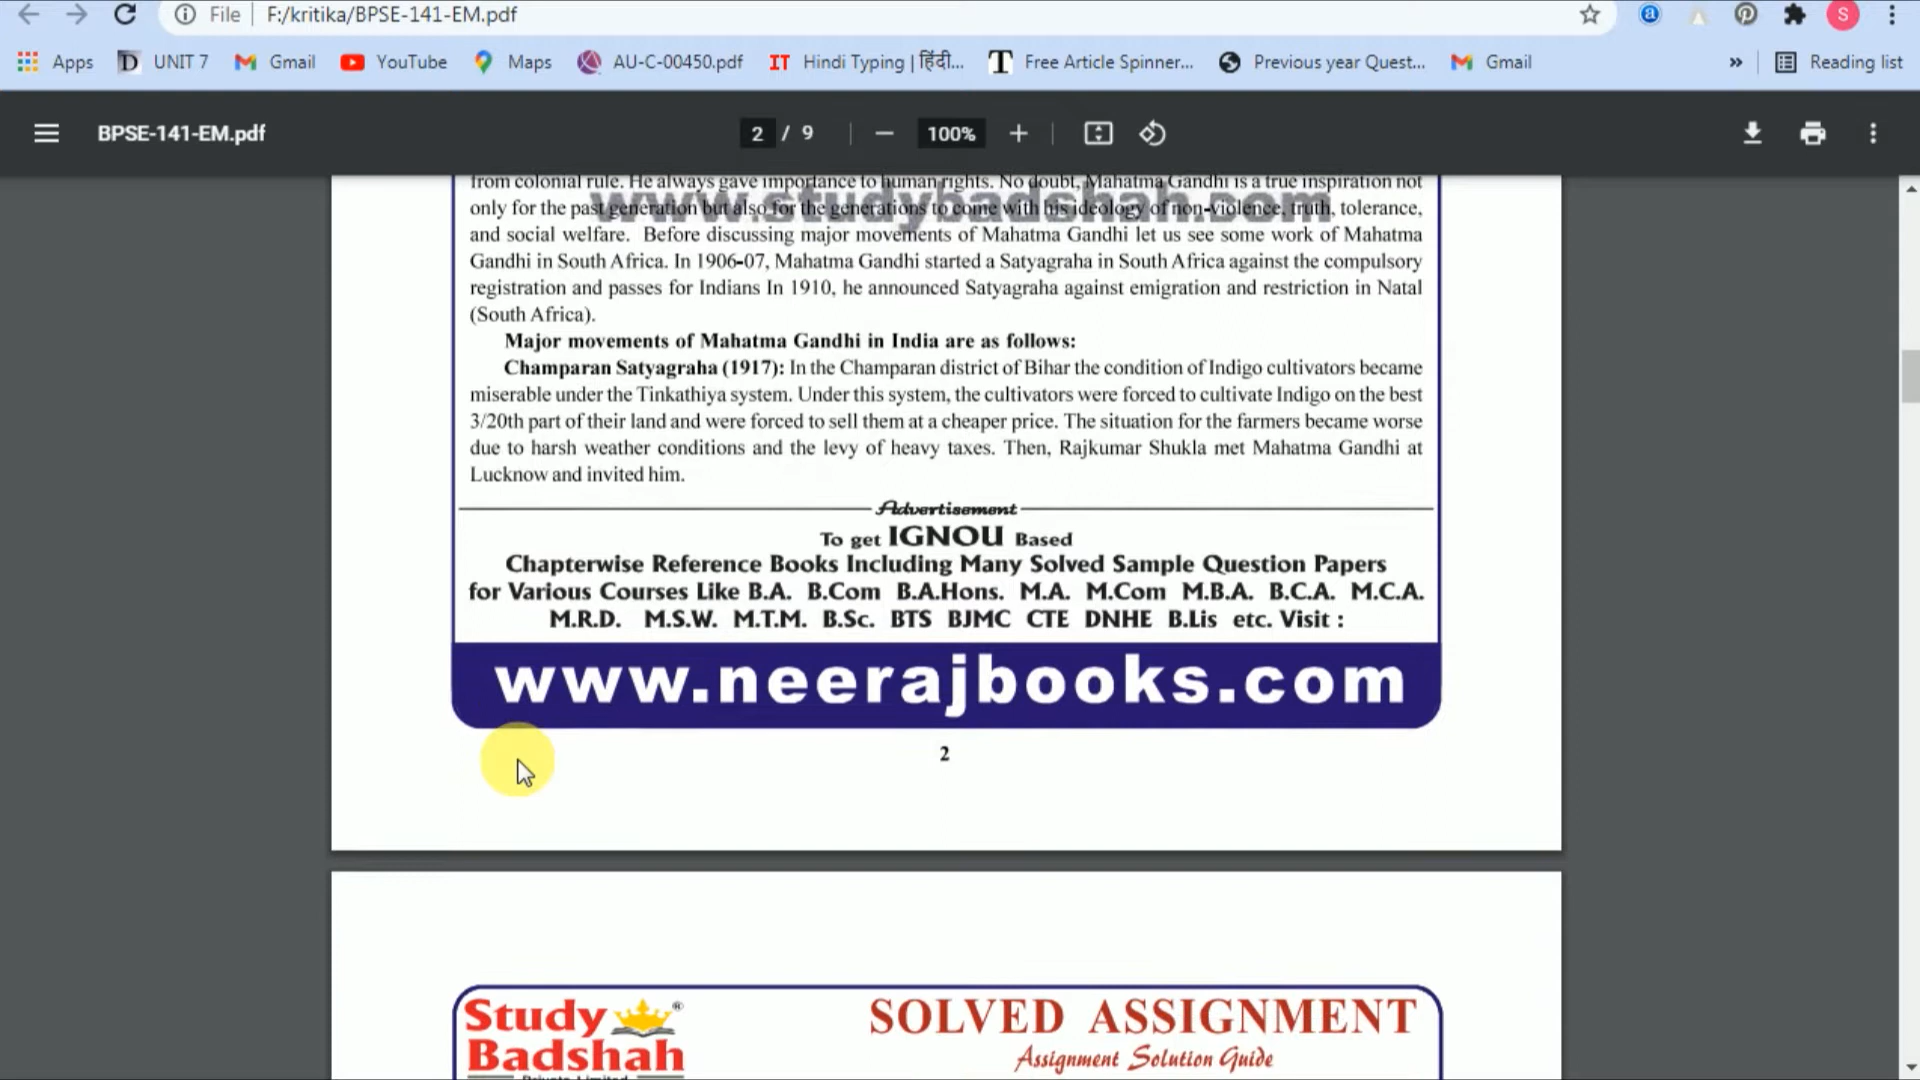 File
F:/kritika/BPSE-141-EM.pdf
S
Apps
D UNIT 7
Gmail
YouTube
Maps
AU-C-00450.pdf
IT Hindi Typing | हिंदी...
T Free Article Spinner...
Previous year Quest...
Gmail
»
Reading list
BPSE-141-EM.pdf
2 / 9
100%
from colonial rule. He always gave importance to human rights. No doubt, Mahatma Gandhi is a true inspiration not
www.studybadshah.com
only for the past generation but also for the generations to come with his ideology of non-violence, truth, tolerance,
and social welfare. Before discussing major movements of Mahatma Gandhi let us see some work of Mahatma
Gandhi in South Africa. In 1906-07, Mahatma Gandhi started a Satyagraha in South Africa against the compulsory
registration and passes for Indians In 1910, he announced Satyagraha against emigration and restriction in Natal
(South Africa).
Major movements of Mahatma Gandhi in India are as follows:
Champaran Satyagraha (1917): In the Champaran district of Bihar the condition of Indigo cultivators became
miserable under the Tinkathiya system. Under this system, the cultivators were forced to cultivate Indigo on the best
3/20th part of their land and were forced to sell them at a cheaper price. The situation for the farmers became worse
due to harsh weather conditions and the levy of heavy taxes. Then, Rajkumar Shukla met Mahatma Gandhi at
Lucknow and invited him.
Advertisement
To get IGNOU Based
Chapterwise Reference Books Including Many Solved Sample Question Papers
for Various Courses Like B.A. B.Com B.A.Hons. M.A. M.Com M.B.A. B.C.A. M.C.A.
M.R.D. M.S.W. M.T.M. B.Sc. BTS BJMC CTE DNHE B.Lis etc. Visit :
www.neerajbooks.com
2
Study
Badshah
Private Limited
®
SOLVED ASSIGNMENT
Assignment Solution Guide